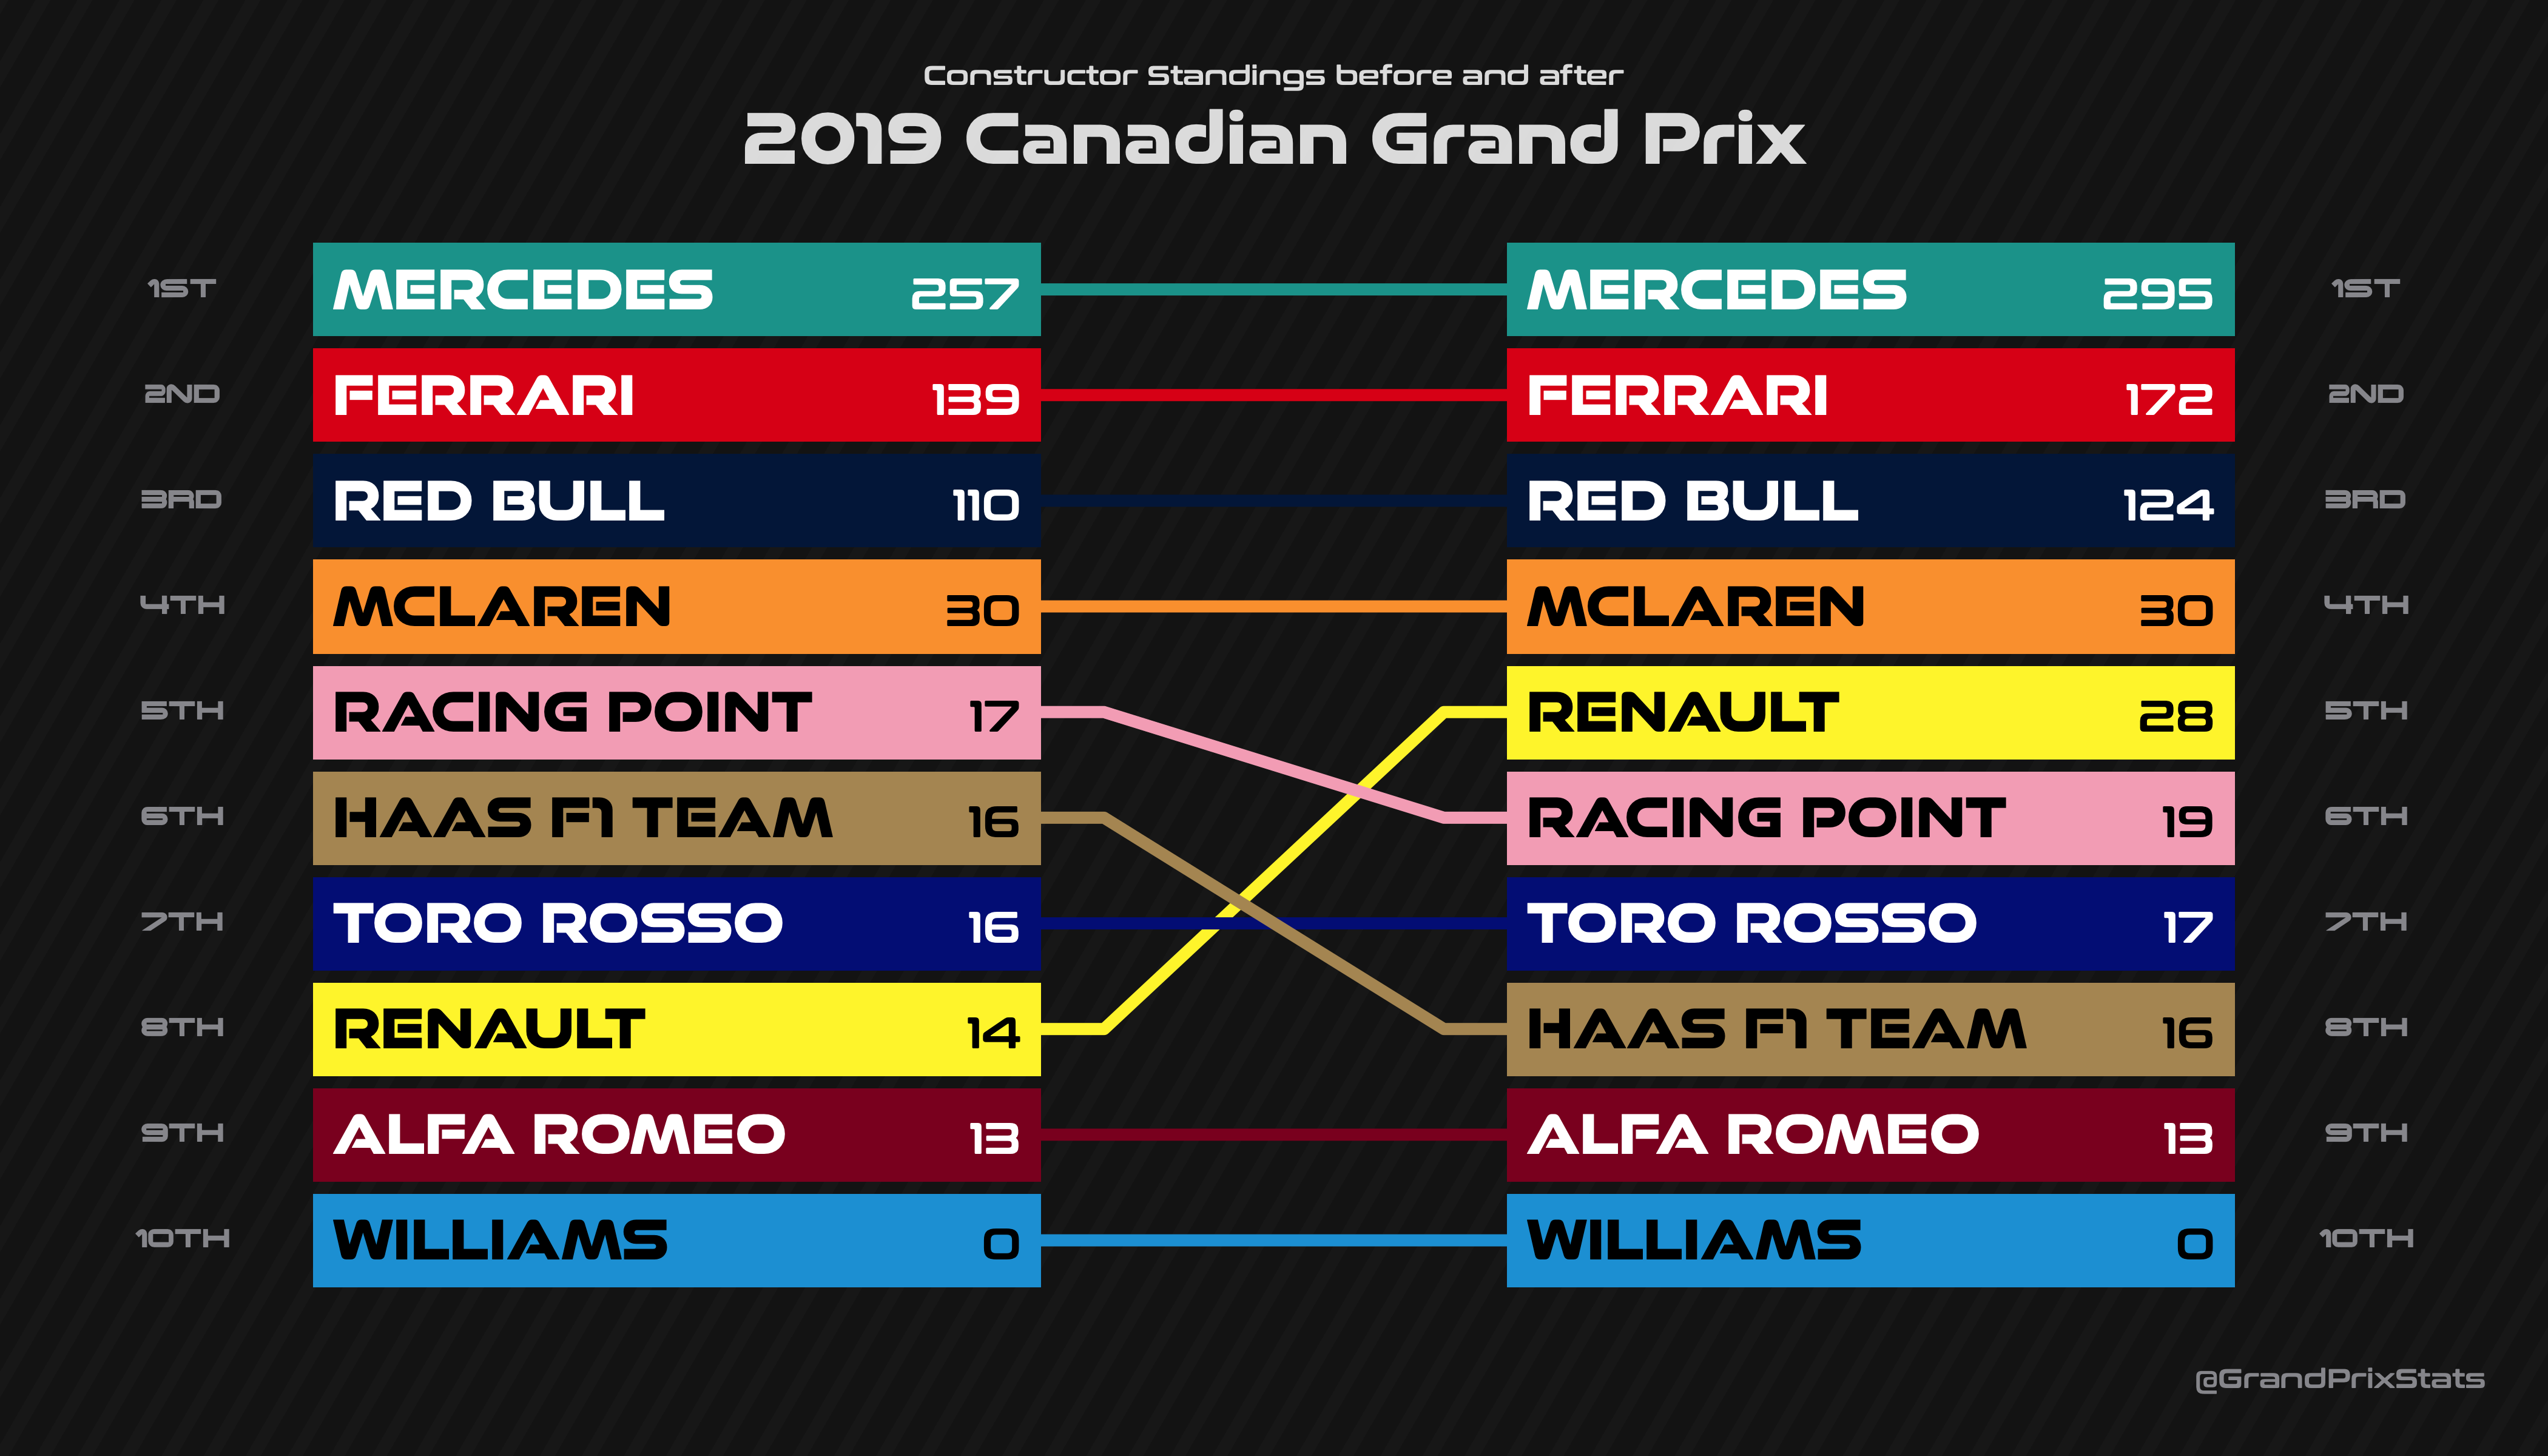 Constructor Standings before and after
2019 Canadian Grand Prix
1ST MERCEDES 257 MERCEDES 295 1ST
2ND FERRARI 139 FERRARI 172 2ND
3RD RED BULL 110 RED BULL 124 3RD
4TH MCLAREN 30 MCLAREN 30 4TH
5TH RACING POINT 17 RENAULT 28 5TH
6TH HAAS F1 TEAM 16 RACING POINT 19 6TH
7TH TORO ROSSO 16 TORO ROSSO 17 7TH
8TH RENAULT 14 HAAS F1 TEAM 16 8TH
9TH ALFA ROMEO 13 ALFA ROMEO 13 9TH
10TH WILLIAMS 0 WILLIAMS 0 10TH
@GrandPrixStats